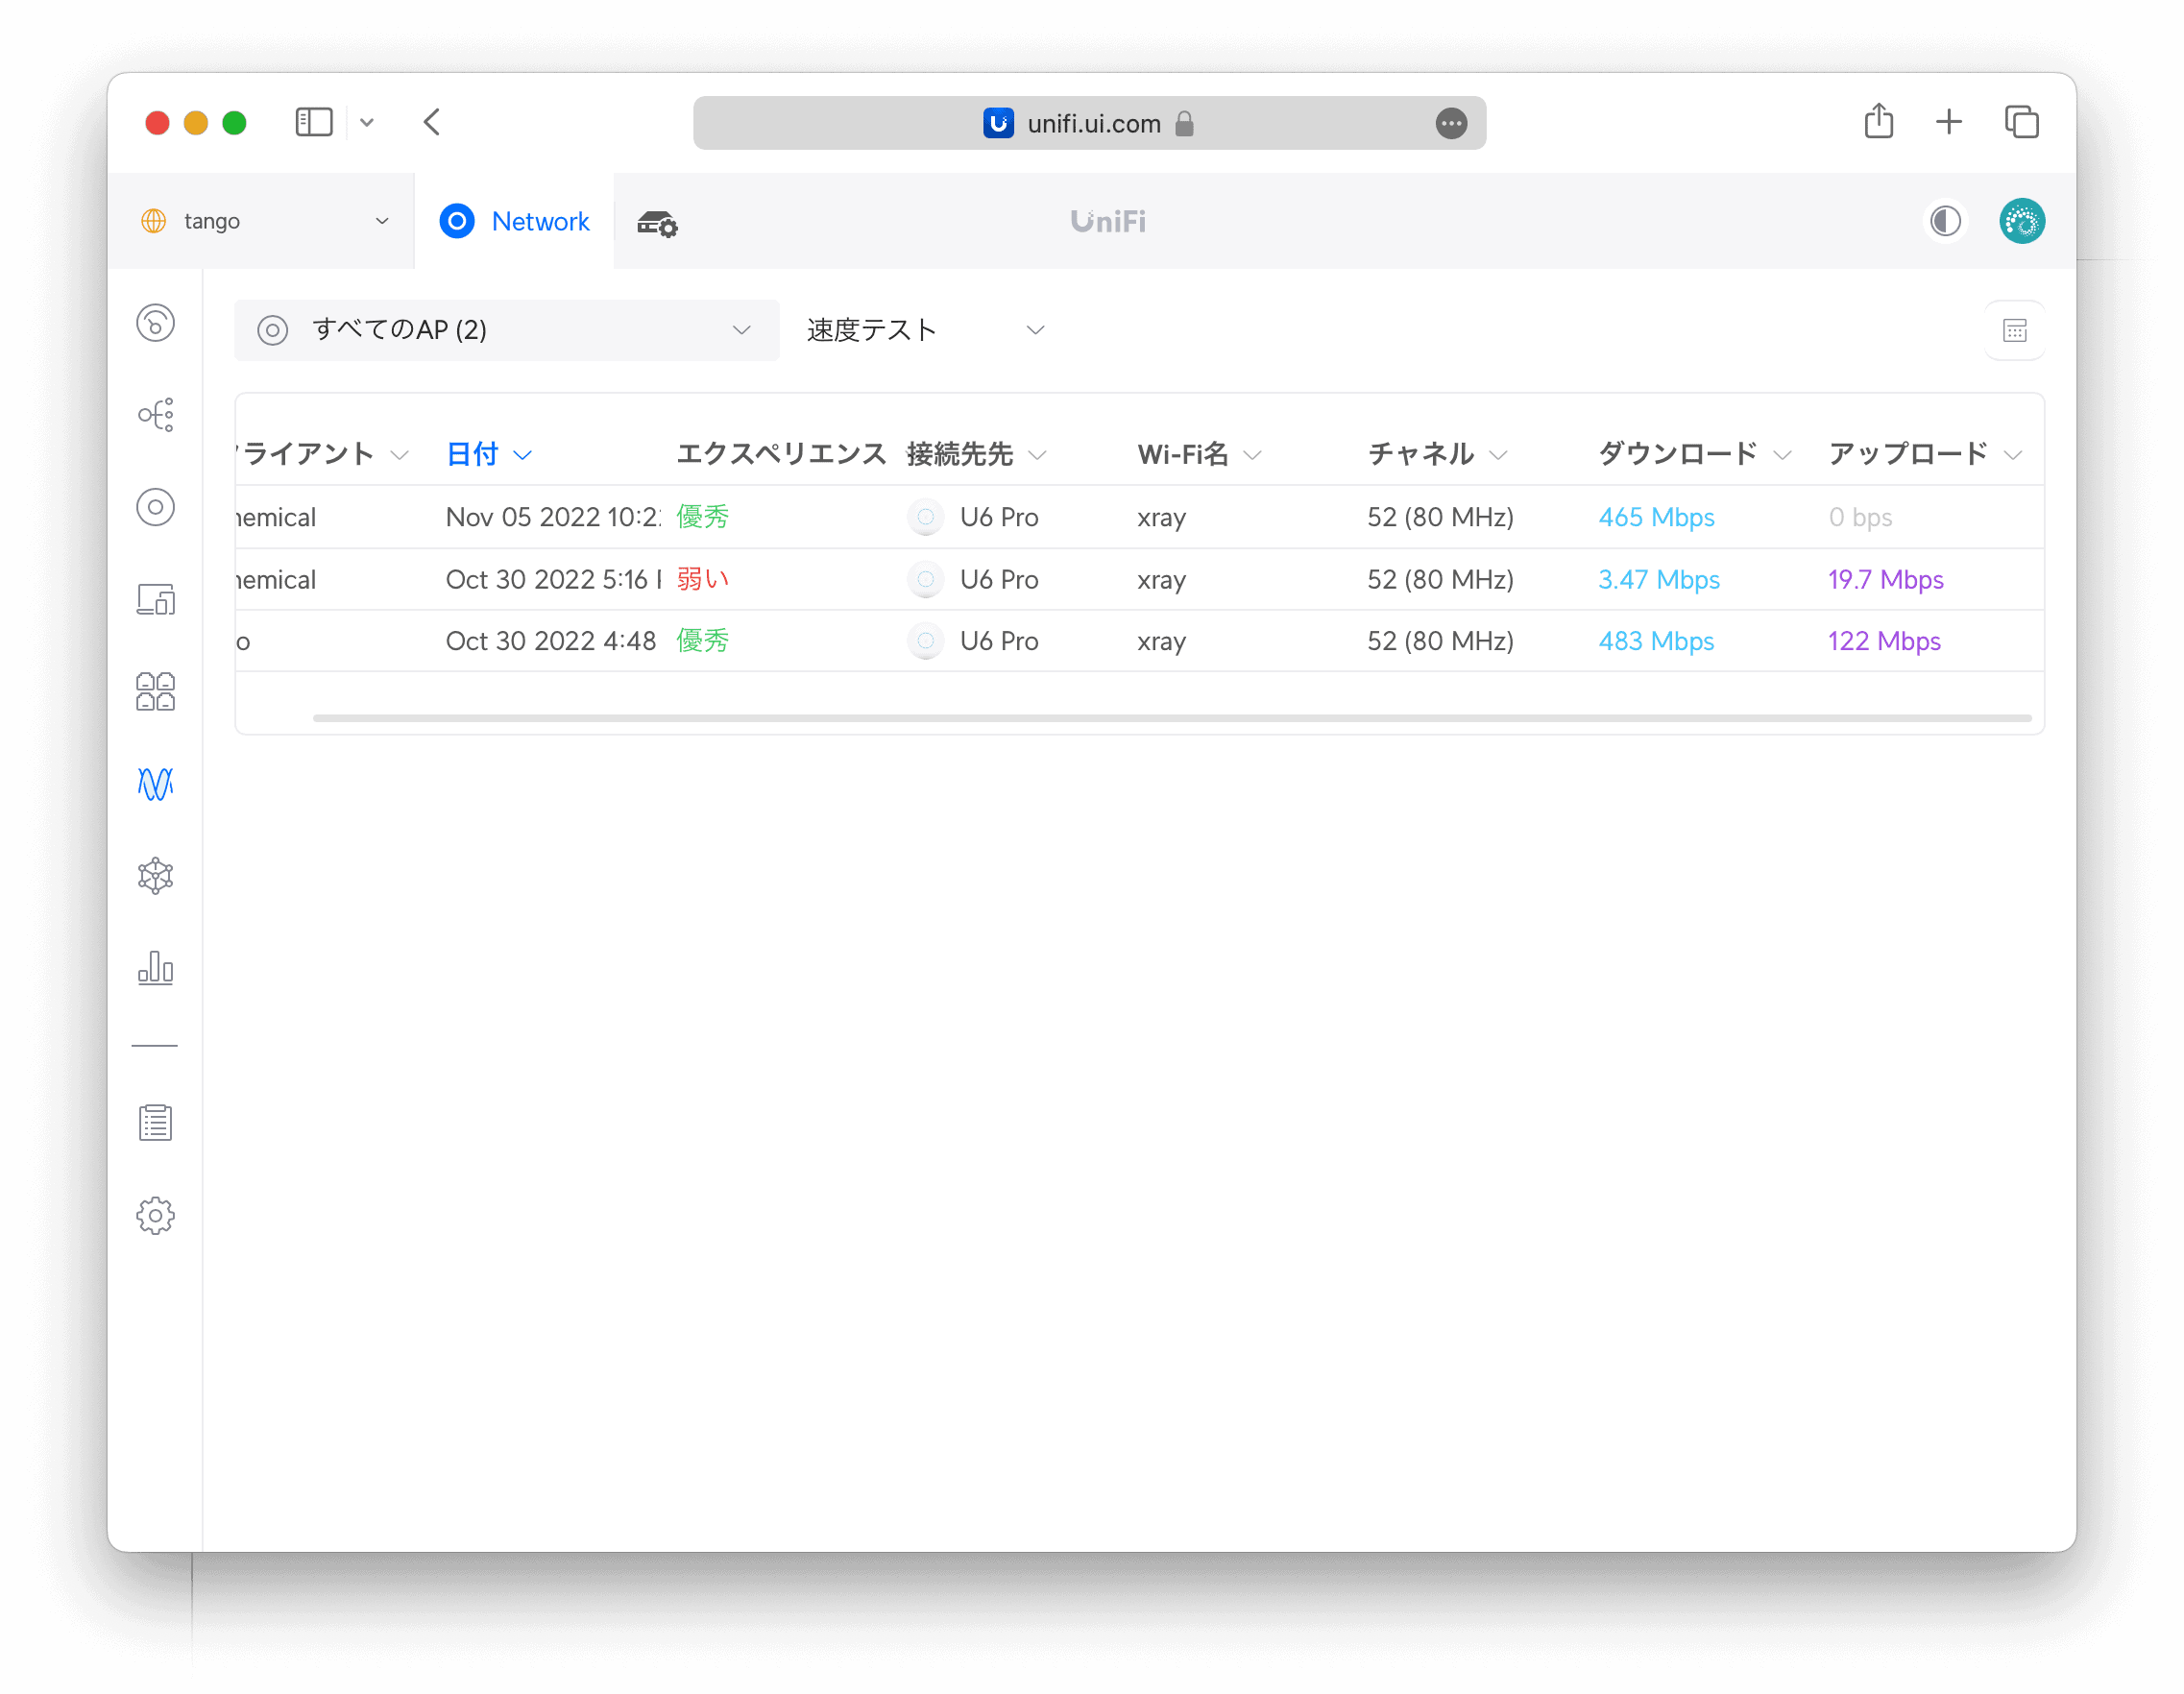 unifi.ui.com
tango Network UniFi
すべてのAP (2) 速度テスト
ライアント 日付 エクスペリエンス 接続先先 Wi-Fi名 チャネル ダウンロード アップロード
hemical Nov 05 2022 10:2 優秀 U6 Pro xray 52 (80 MHz) 465 Mbps 0 bps
hemical Oct 30 2022 5:16 弱い U6 Pro xray 52 (80 MHz) 3.47 Mbps 19.7 Mbps
o Oct 30 2022 4:48 優秀 U6 Pro xray 52 (80 MHz) 483 Mbps 122 Mbps